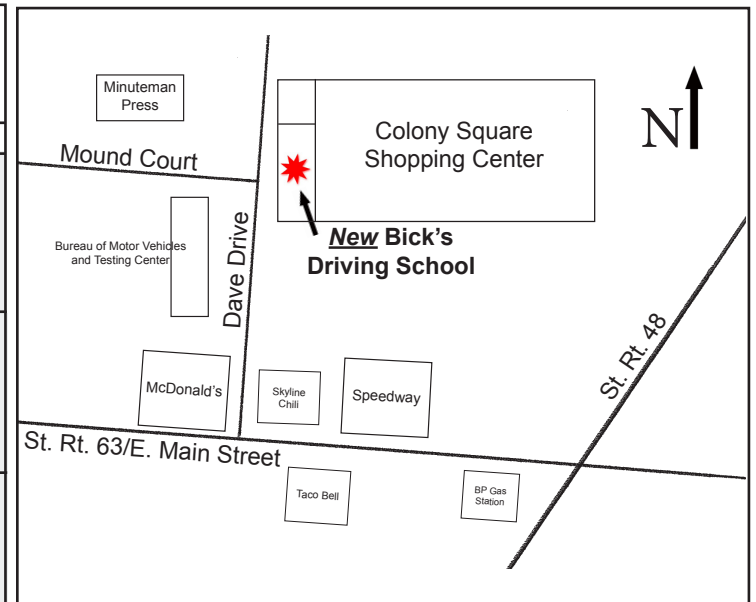 Minuteman
Press
Colony Square
Shopping Center
N
Mound Court
New Bick's
Driving School
Bureau of Motor Vehicles
and Testing Center
Dave Drive
St. Rt. 48
McDonald's
Skyline
Chili
Speedway
St. Rt. 63/E. Main Street
Taco Bell
BP Gas
Station